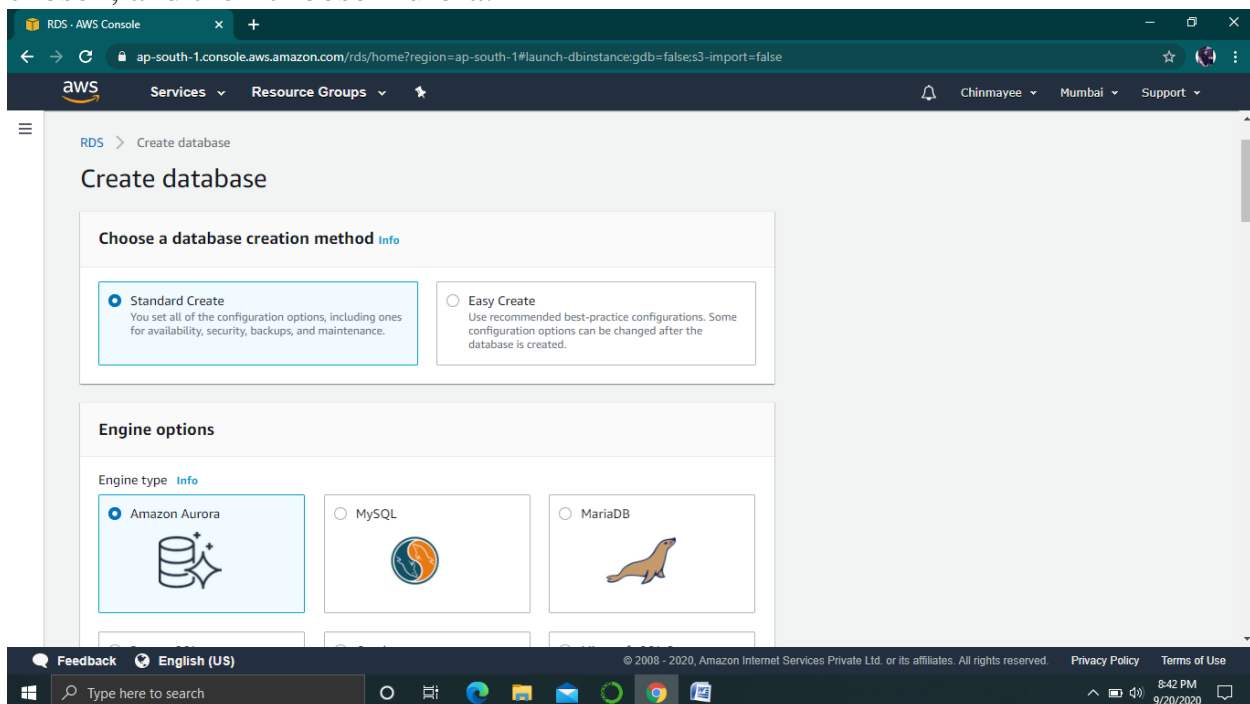 RDS · AWS Console
ap-south-1.console.aws.amazon.com/rds/home?region=ap-south-1#launch-dbinstance:gdb=false;s3-import=false
aws Services Resource Groups Chinmayee Mumbai Support
RDS > Create database
Create database
Choose a database creation method Info
Standard Create
You set all of the configuration options, including ones
for availability, security, backups, and maintenance.
Easy Create
Use recommended best-practice configurations. Some
configuration options can be changed after the
database is created.
Engine options
Engine type Info
Amazon Aurora
MySQL
MariaDB
Feedback English (US) © 2008 - 2020, Amazon Internet Services Private Ltd. or its affiliates. All rights reserved. Privacy Policy Terms of Use
Type here to search
8:42 PM
9/20/2020